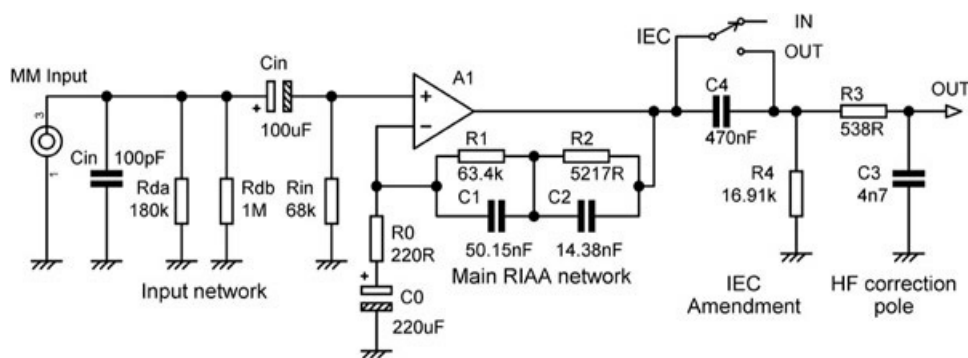 MM Input
3
1
Cin
100pF
Rda
180k
Rdb
1M
Cin
+
100uF
Rin
68k
Input network
A1
+
−
R0
220R
+
C0
220uF
R1
63.4k
C1
50.15nF
R2
5217R
C2
14.38nF
Main RIAA network
IEC
IN
OUT
C4
470nF
R4
16.91k
IEC
Amendment
R3
538R
C3
4n7
OUT
HF correction
pole